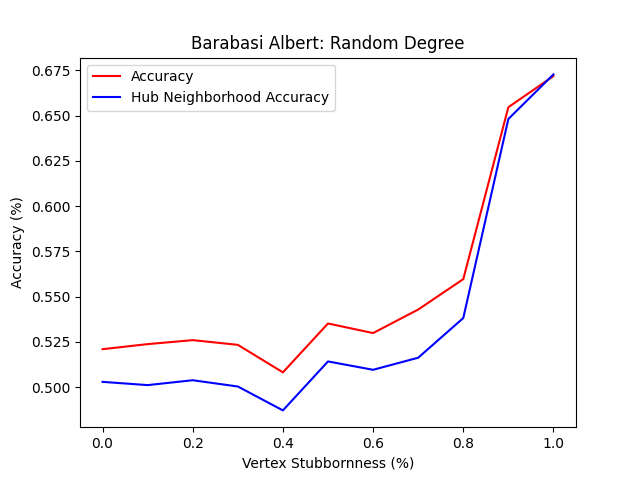 Barabasi Albert: Random Degree
Accuracy
Hub Neighborhood Accuracy
0.675
0.650
0.625
0.600
0.575
0.550
0.525
0.500
Accuracy (%)
0.0 0.2 0.4 0.6 0.8 1.0
Vertex Stubbornness (%)